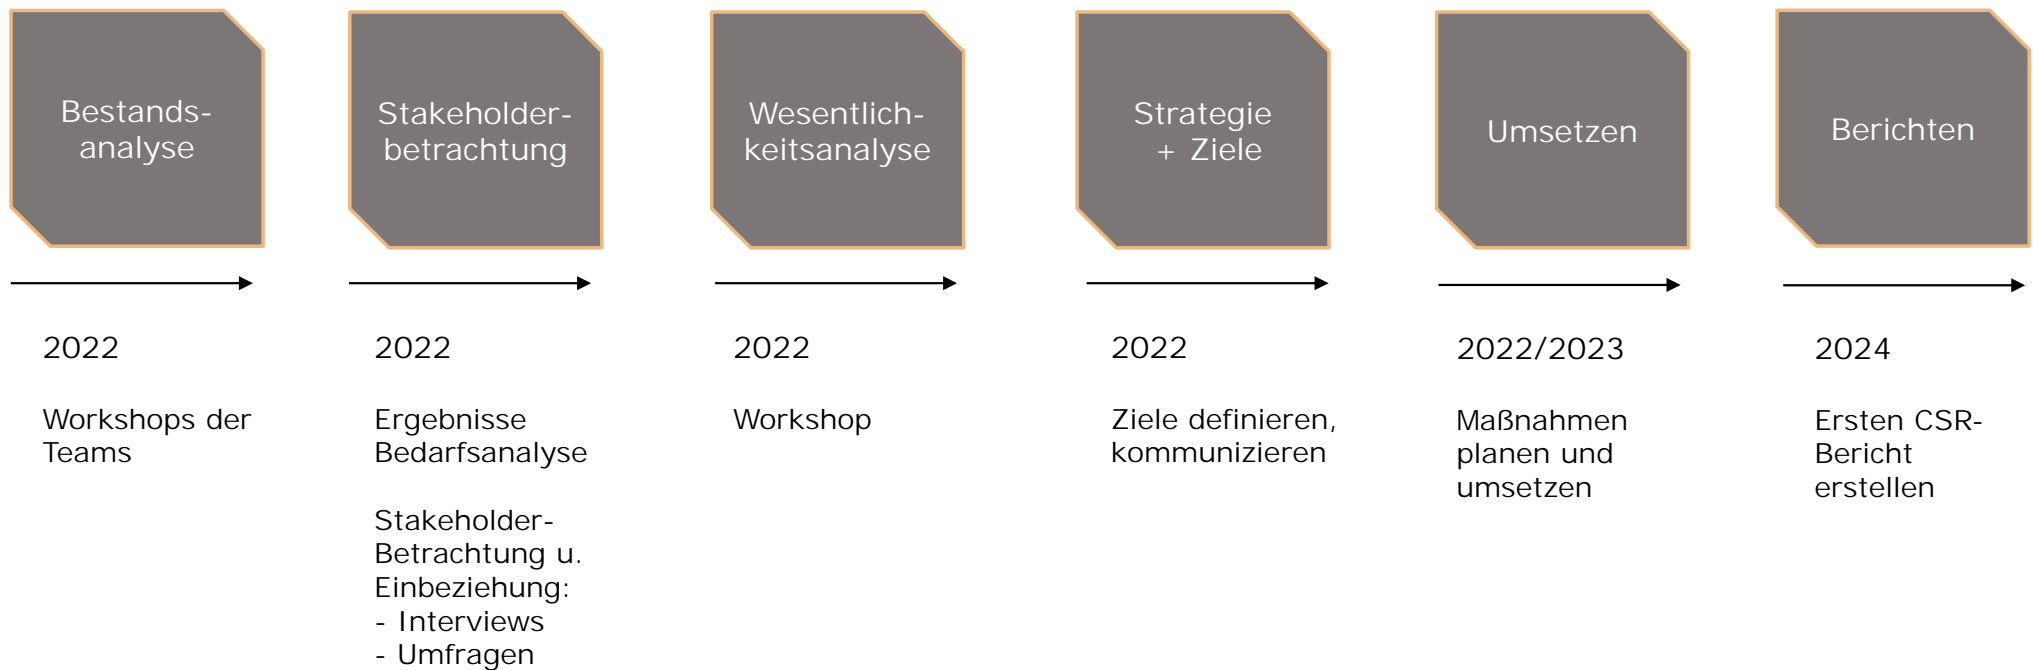 Bestands-
analyse
Stakeholder-
betrachtung
Wesentlich-
keitsanalyse
Strategie
+ Ziele
Umsetzen
Berichten
2022
Workshops der
Teams
2022
Ergebnisse
Bedarfsanalyse
Stakeholder-
Betrachtung u.
Einbeziehung:
- Interviews
- Umfragen
2022
Workshop
2022
Ziele definieren,
kommunizieren
2022/2023
Maßnahmen
planen und
umsetzen
2024
Ersten CSR-
Bericht
erstellen